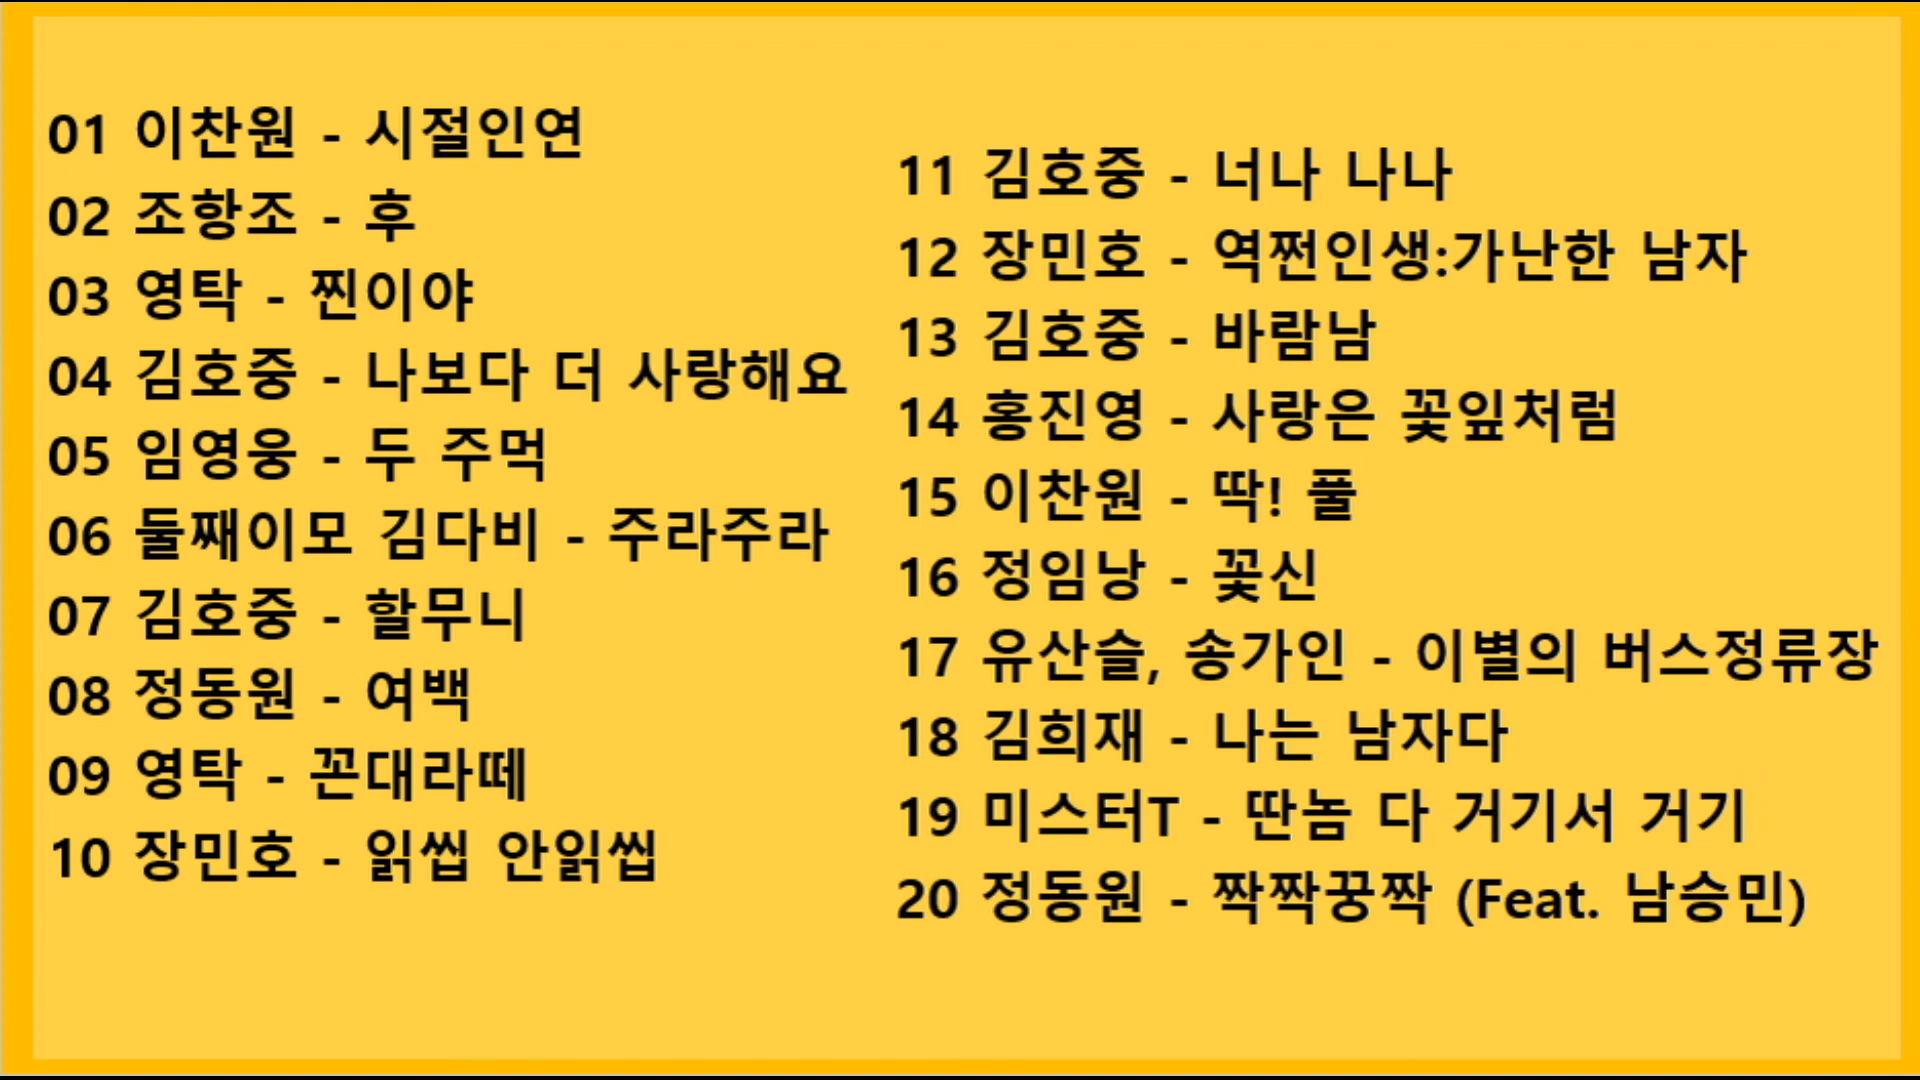 01 이찬원 - 시절인연
02 조항조 - 후
03 영탁 - 찐이야
04 김호중 - 나보다 더 사랑해요
05 임영웅 - 두 주먹
06 둘째이모 김다비 - 주라주라
07 김호중 - 할무니
08 정동원 - 여백
09 영탁 - 꼰대라떼
10 장민호 - 읽씹 안읽씹
11 김호중 - 너나 나나
12 장민호 - 역쩐인생:가난한 남자
13 김호중 - 바람남
14 홍진영 - 사랑은 꽃잎처럼
15 이찬원 - 딱! 풀
16 정임낭 - 꽃신
17 유산슬, 송가인 - 이별의 버스정류장
18 김희재 - 나는 남자다
19 미스터T - 딴놈 다 거기서 거기
20 정동원 - 짝짝꿍짝 (Feat. 남승민)